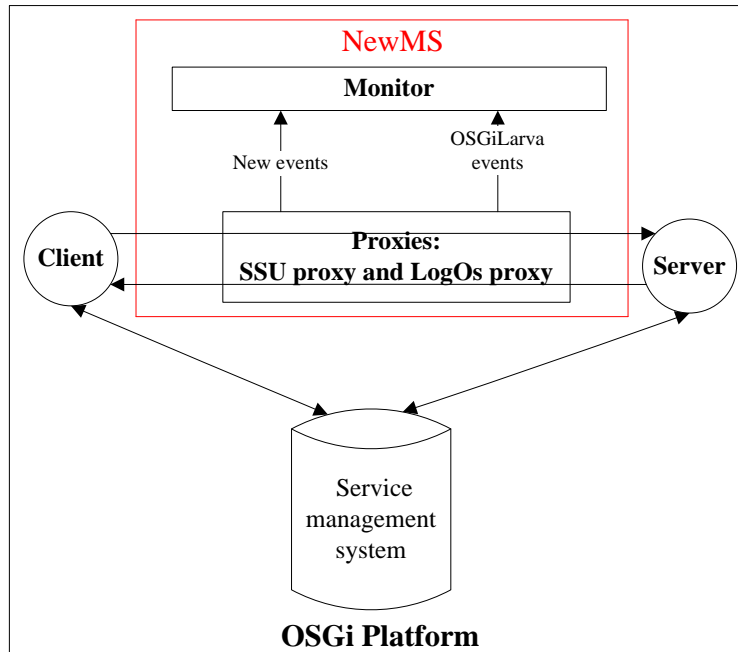 NewMS
Monitor
New events
OSGiLarva
events
Client
Proxies:
SSU proxy and LogOs proxy
Server
Service
management
system
OSGi Platform